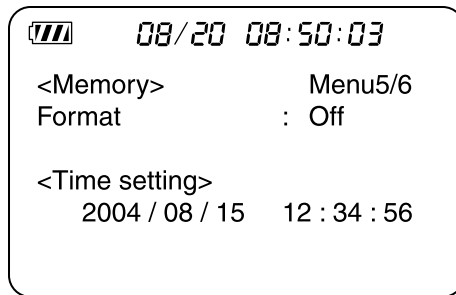 08/20 08:50:03
<Memory> Menu5/6
Format : Off
<Time setting>
2004 / 08 / 15 12 : 34 : 56